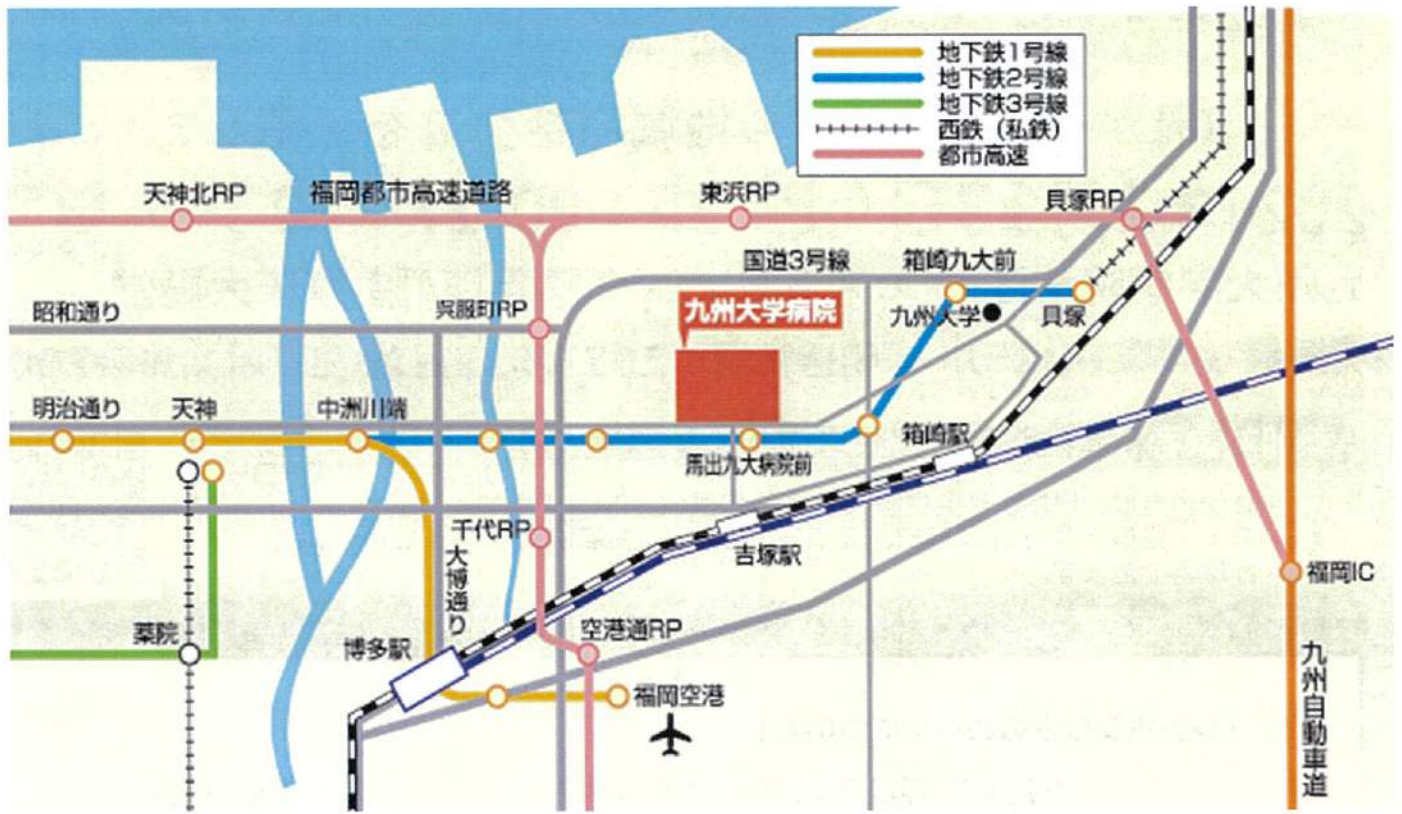 地下鉄1号線
地下鉄2号線
地下鉄3号線
西鉄（私鉄）
都市高速
天神北RP
福岡都市高速道路
東浜RP
貝塚RP
国道3号線
箱崎九大前
昭和通り
呉服町RP
九州大学病院
九州大学
貝塚
明治通り
天神
中洲川端
馬出九大病院前
箱崎駅
千代RP
吉塚駅
大博通り
福岡IC
薬院
博多駅
空港通RP
福岡空港
九州自動車道